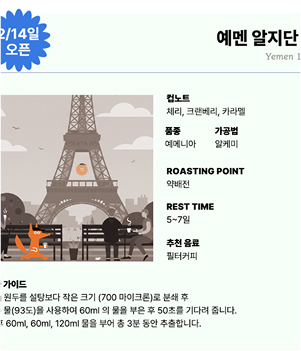 2/14일
오픈
예멘 알지단
Yemen
컵노트
체리, 크랜베리, 카라멜
품종 가공법
예메니아 알케미
ROASTING POINT
약배전
REST TIME
5~7일
추천 음료
필터커피
가이드
원두를 설탕보다 작은 크기 (700 마이크론)로 분쇄 후
물(93도)을 사용하여 60ml 의 물을 부은 후 50초를 기다려 줍니다.
후 60ml, 60ml, 120ml 물을 부어 총 3분 동안 추출합니다.